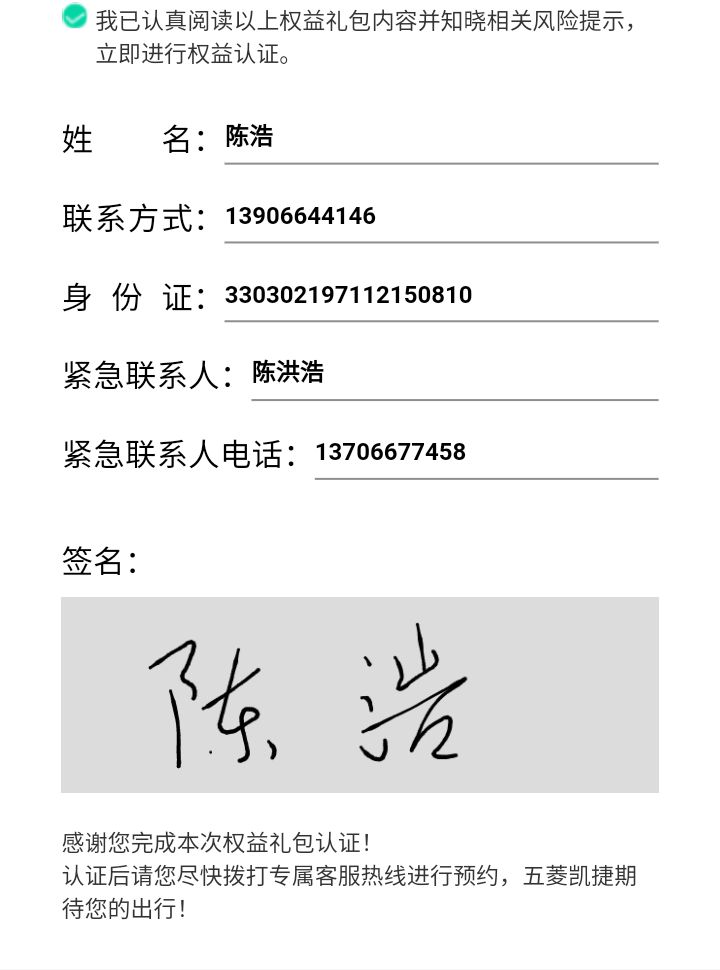 我已认真阅读以上权益礼包内容并知晓相关风险提示，
立即进行权益认证。
姓 名：陈浩
联系方式：13906644146
身 份 证：330302197112150810
紧急联系人：陈洪浩
紧急联系人电话：13706677458
签名：
陈浩
感谢您完成本次权益礼包认证！
认证后请您尽快拨打专属客服热线进行预约，五菱凯捷期
待您的出行！